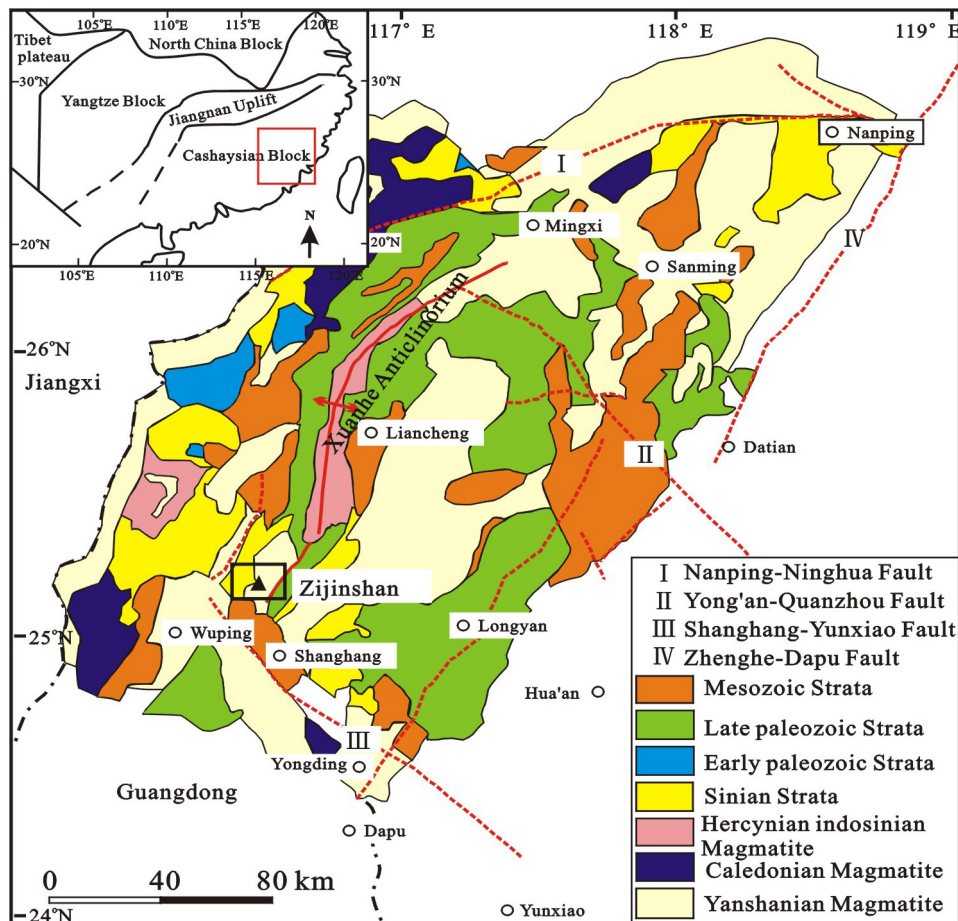 105°E 110°E 115°E 120°E
117° E
118° E
119° E
Tibet
plateau
North China Block
30°N
30°N
Yangtze Block
Jiangnan Uplift
Cashaysian Block
N
20°N
20°N
105°E 110°E 115°E 120°E
Nanping
I
Mingxi
IV
Sanming
26°N
Jiangxi
Xuanhe Anticlinorium
Liancheng
II
Datian
Zijinshan
25°N
Wuping
Longyan
Shanghang
Hua'an
III
Yongding
Guangdong
Dapu
0 40 80 km
24°N
Yunxiao
I Nanping-Ninghua Fault
II Yong'an-Quanzhou Fault
III Shanghang-Yunxiao Fault
IV Zhenghe-Dapu Fault
Mesozoic Strata
Late paleozoic Strata
Early paleozoic Strata
Sinian Strata
Hercynian indosinian
Magmatite
Caledonian Magmatite
Yanshanian Magmatite